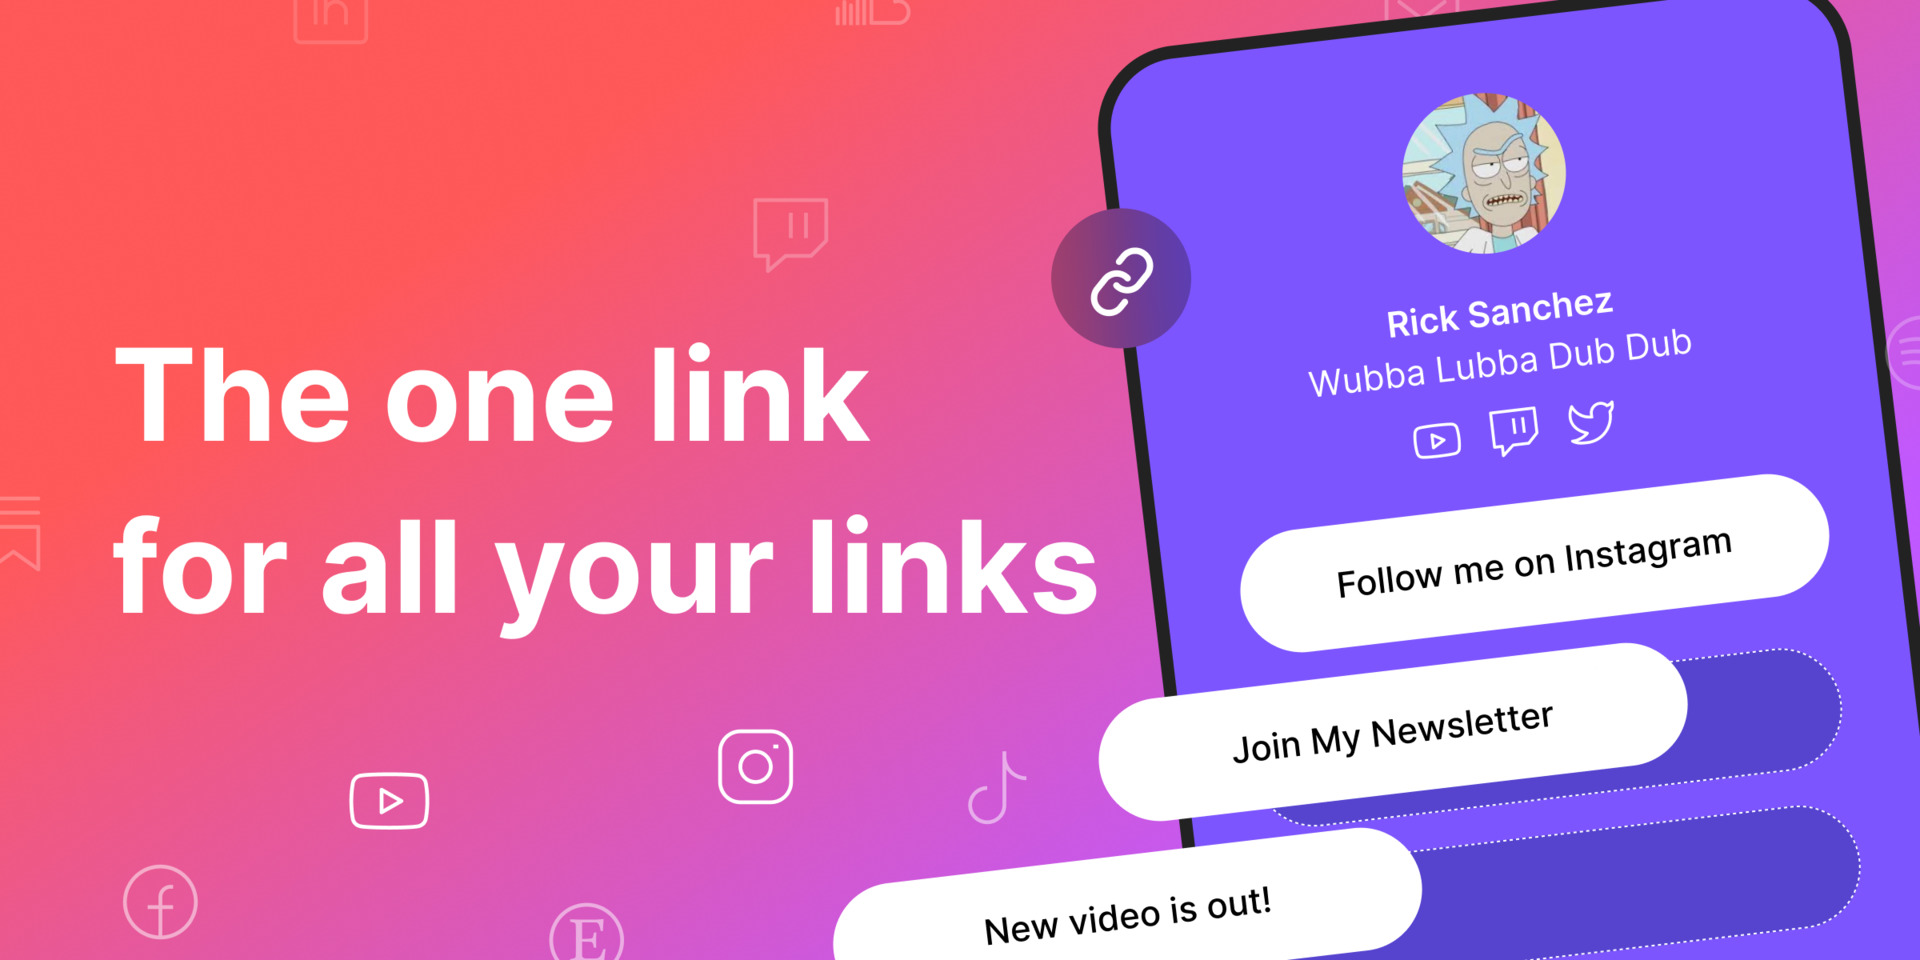 The one link
for all your links
Rick Sanchez
Wubba Lubba Dub Dub
Follow me on Instagram
Join My Newsletter
New video is out!
in
E